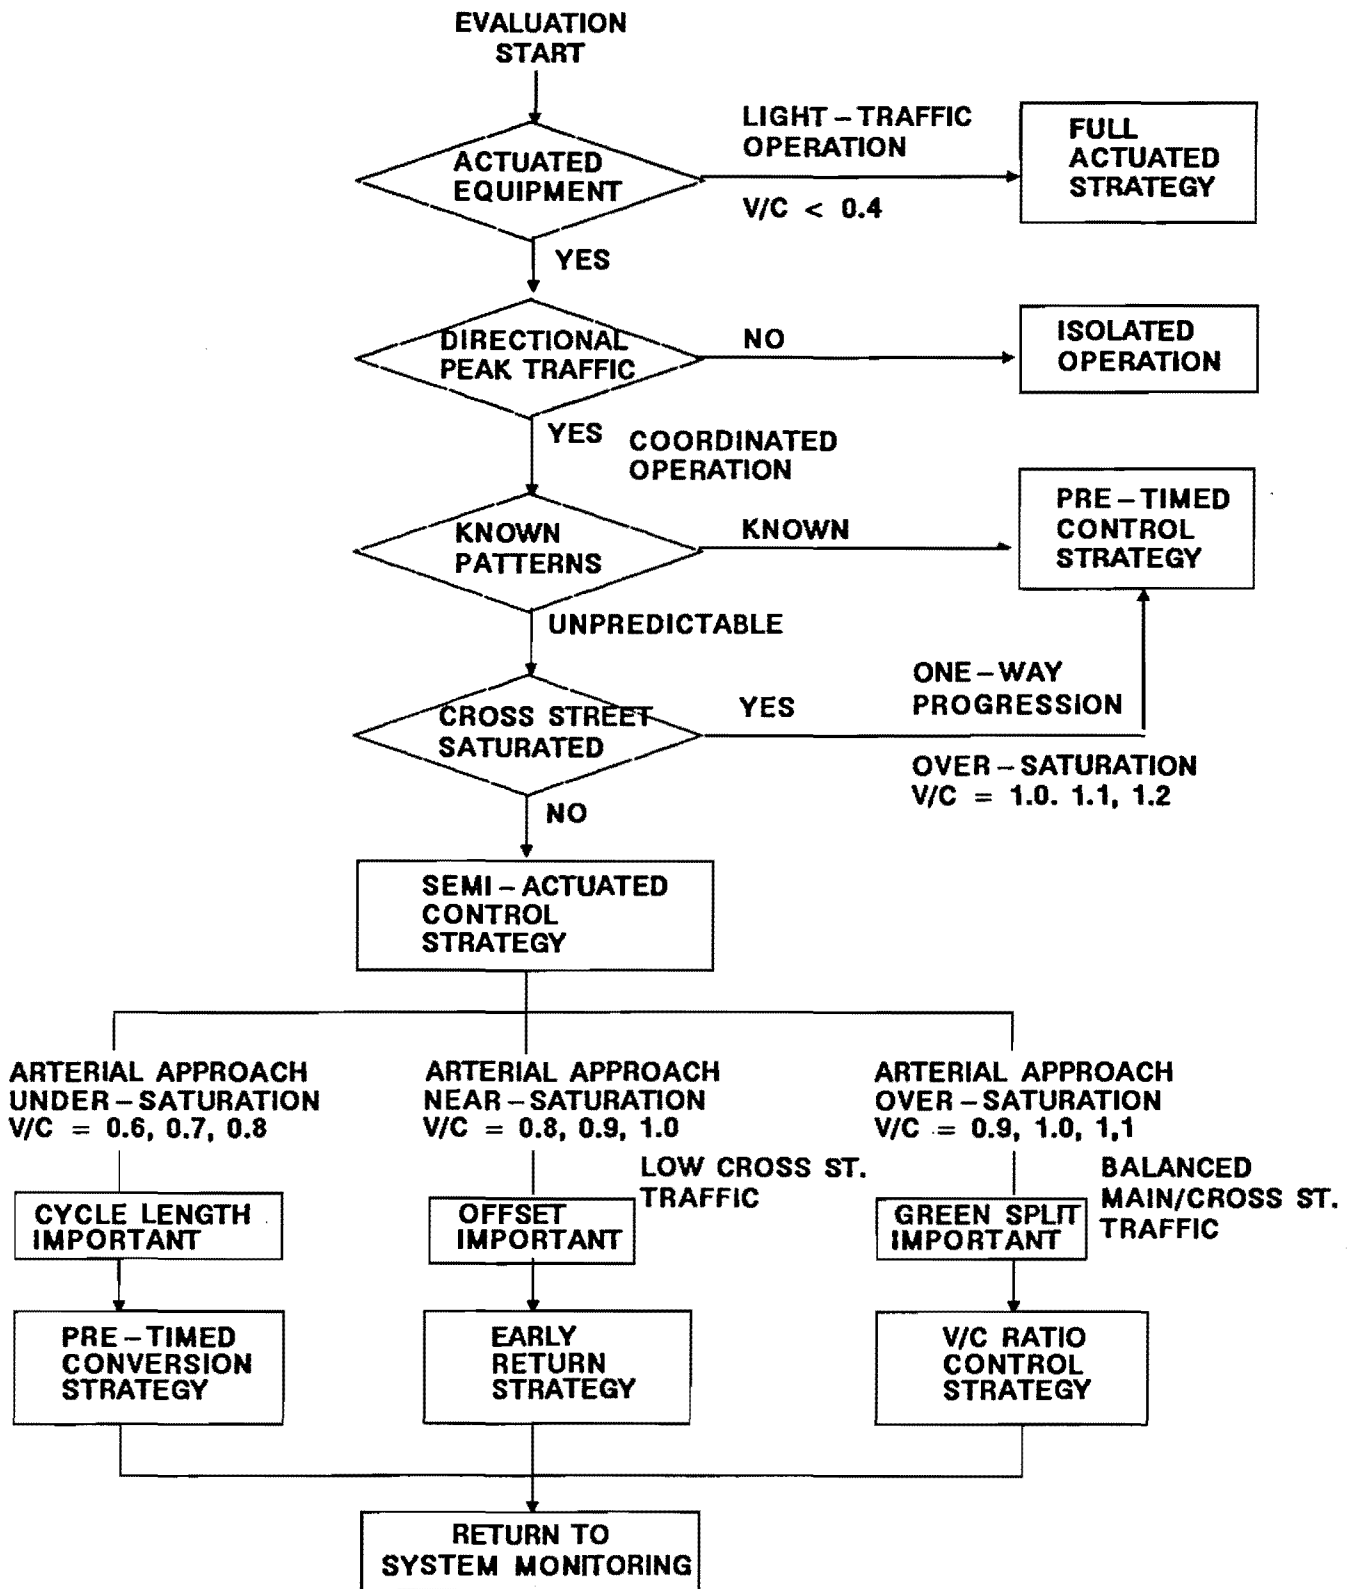 EVALUATION
START
ACTUATED
EQUIPMENT
LIGHT-TRAFFIC
OPERATION
V/C < 0.4
FULL
ACTUATED
STRATEGY
YES
DIRECTIONAL
PEAK TRAFFIC
NO
ISOLATED
OPERATION
YES
COORDINATED
OPERATION
KNOWN
PATTERNS
KNOWN
PRE-TIMED
CONTROL
STRATEGY
UNPREDICTABLE
CROSS STREET
SATURATED
YES
ONE-WAY
PROGRESSION
OVER-SATURATION
V/C = 1.0. 1.1, 1.2
NO
SEMI-ACTUATED
CONTROL
STRATEGY
ARTERIAL APPROACH
UNDER-SATURATION
V/C = 0.6, 0.7, 0.8
ARTERIAL APPROACH
NEAR-SATURATION
V/C = 0.8, 0.9, 1.0
ARTERIAL APPROACH
OVER-SATURATION
V/C = 0.9, 1.0, 1,1
LOW CROSS ST.
TRAFFIC
BALANCED
MAIN/CROSS ST.
TRAFFIC
CYCLE LENGTH
IMPORTANT
OFFSET
IMPORTANT
GREEN SPLIT
IMPORTANT
PRE-TIMED
CONVERSION
STRATEGY
EARLY
RETURN
STRATEGY
V/C RATIO
CONTROL
STRATEGY
RETURN TO
SYSTEM MONITORING